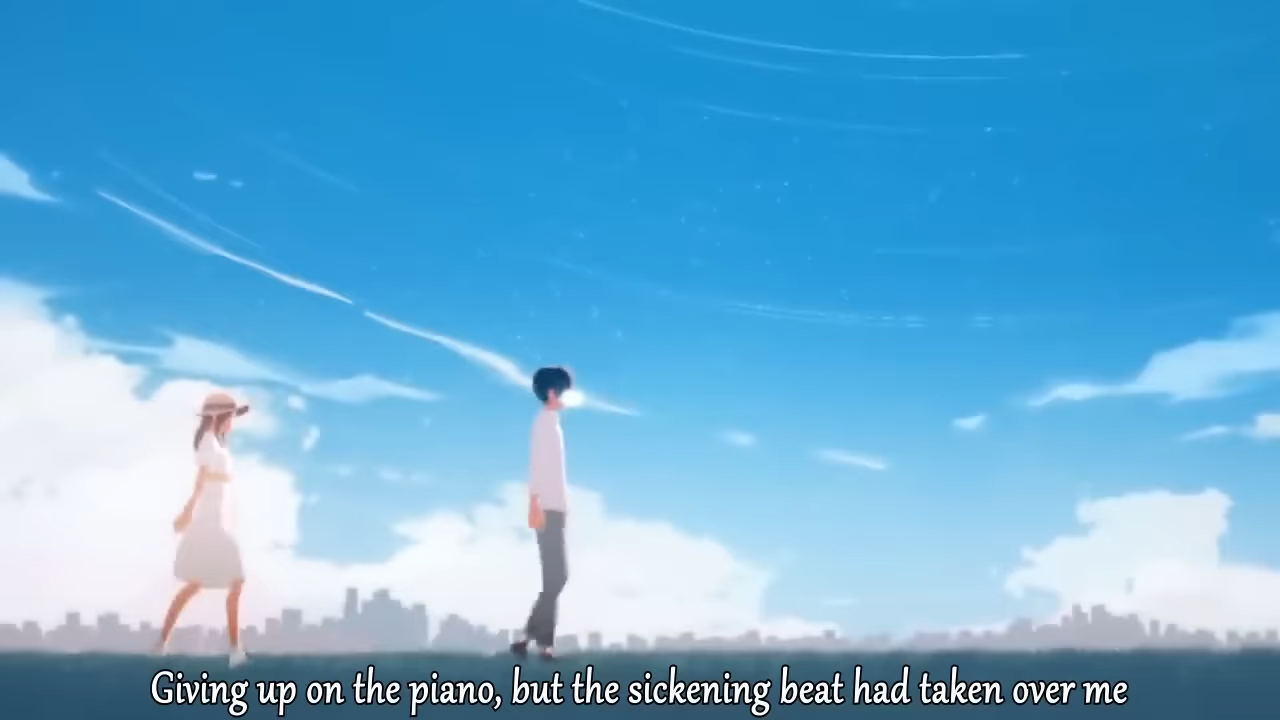 Giving up on the piano, but the sickening beat had taken over me